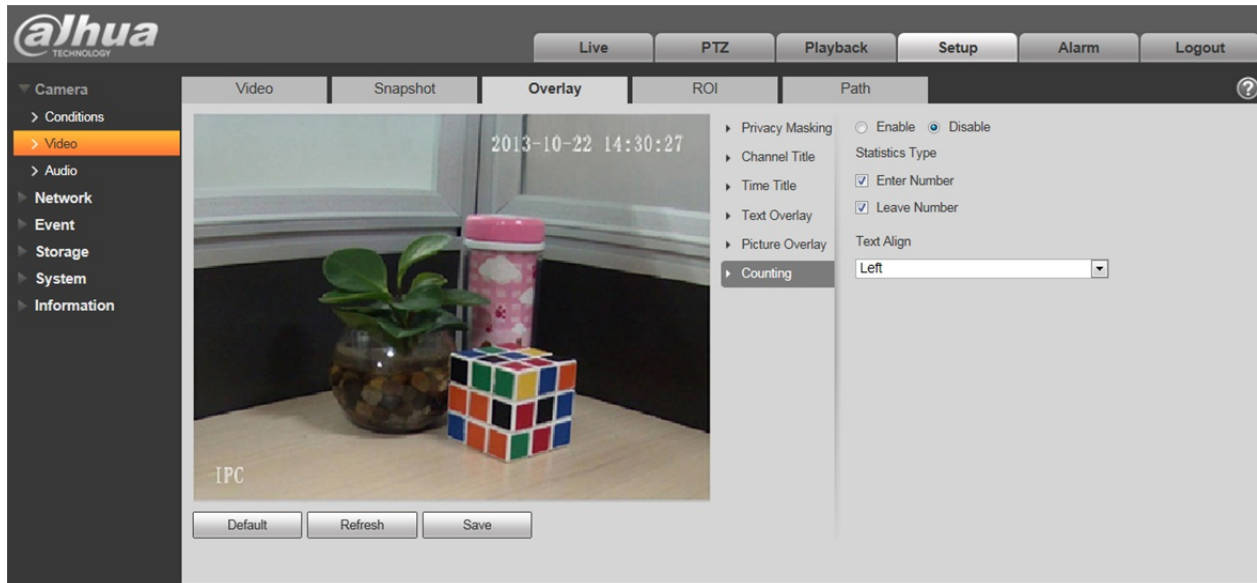 alhua
TECHNOLOGY
Live
PTZ
Playback
Setup
Alarm
Logout
Camera
Conditions
Video
Audio
Network
Event
Storage
System
Information
Video
Snapshot
Overlay
ROI
Path
?
2013-10-22 14:30:27
IPC
Default
Refresh
Save
Privacy Masking
Channel Title
Time Title
Text Overlay
Picture Overlay
Counting
Enable
Disable
Statistics Type
Enter Number
Leave Number
Text Align
Left